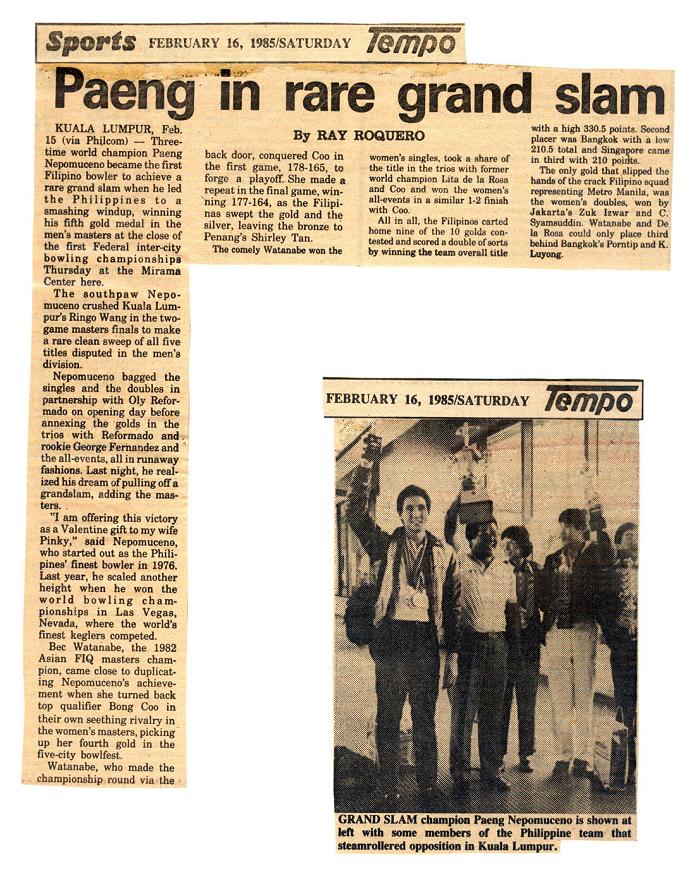 Sports FEBRUARY 16, 1985/SATURDAY Tempo
Paeng in rare grand slam
By RAY ROQUERO
KUALA LUMPUR, Feb.
15 (via Philcom) — Three-
time world champion Paeng
Nepomuceno became the first
Filipino bowler to achieve a
rare grand slam when he led
the Philippines to a
smashing windup, winning
his fifth gold medal in the
men's masters at the close of
the first Federal inter-city
bowling championships
Thursday at the Mirama
Center here.
The southpaw Nepo-
muceno crushed Kuala Lum-
pur's Ringo Wang in the two-
game masters finals to make
a rare clean sweep of all five
titles disputed in the men's
division.
Nepomuceno bagged the
singles and the doubles in
partnership with Oly Refor-
mado on opening day before
annexing the golds in the
trios with Reformado and
rookie George Fernandez and
the all-events, all in runaway
fashions. Last night, he real-
ized his dream of pulling off a
grandslam, adding the mas-
ters.
"I am offering this victory
as a Valentine gift to my wife
Pinky," said Nepomuceno,
who started out as the Phili-
pines' finest bowler in 1976.
Last year, he scaled another
height when he won the
world bowling cham-
pionships in Las Vegas,
Nevada, where the world's
finest keglers competed.
Bec Watanabe, the 1982
Asian FIQ masters cham-
pion, came close to duplicat-
ing Nepomuceno's achieve-
ment when she turned back
top qualifier Bong Coo in
their own seething rivalry in
the women's masters, picking
up her fourth gold in the
five-city bowlfest.
Watanabe, who made the
championship round via the
back door, conquered Coo in
the first game, 178-165, to
forge a playoff. She made a
repeat in the final game, win-
ning 177-164, as the Filipi-
nas swept the gold and the
silver, leaving the bronze to
Penang's Shirley Tan.
The comely Watanabe won the
women's singles, took a share of
the title in the trios with former
world champion Lita de la Rosa
and Coo and won the women's
all-events in a similar 1-2 finish
with Coo.
All in all, the Filipinos carted
home nine of the 10 golds con-
tested and scored a double of sorts
by winning the team overall title
with a high 330.5 points. Second
placer was Bangkok with a low
210.5 total and Singapore came
in third with 210 points.
The only gold that slipped the
hands of the crack Filipino squad
representing Metro Manila, was
the women's doubles, won by
Jakarta's Zuk Izwar and C.
Syamsuddin. Watanabe and De
la Rosa could only place third
behind Bangkok's Porntip and K.
Luyong.
FEBRUARY 16, 1985/SATURDAY Tempo
GRAND SLAM champion Paeng Nepomuceno is shown at
left with some members of the Philippine team that
steamrollered opposition in Kuala Lumpur.